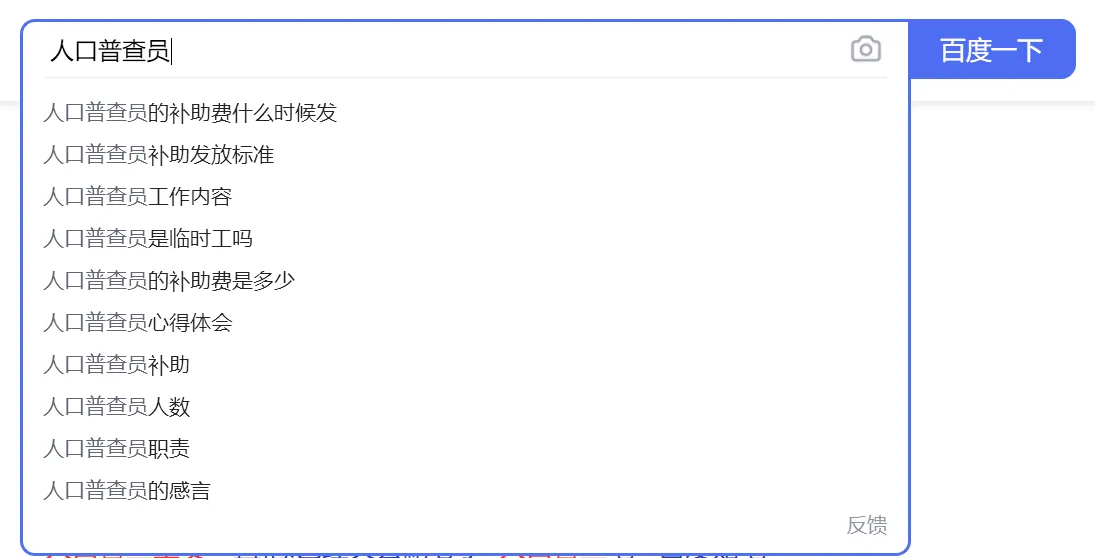 人口普查员
百度一下
人口普查员的补助费什么时候发
人口普查员补助发放标准
人口普查员工作内容
人口普查员是临时工吗
人口普查员的补助费是多少
人口普查员心得体会
人口普查员补助
人口普查员人数
人口普查员职责
人口普查员的感言
反馈